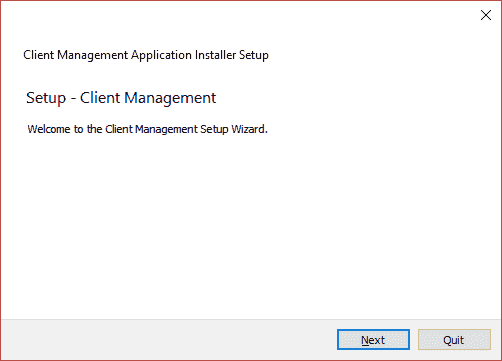 Client Management Application Installer Setup
Setup - Client Management
Welcome to the Client Management Setup Wizard.
Next
Quit